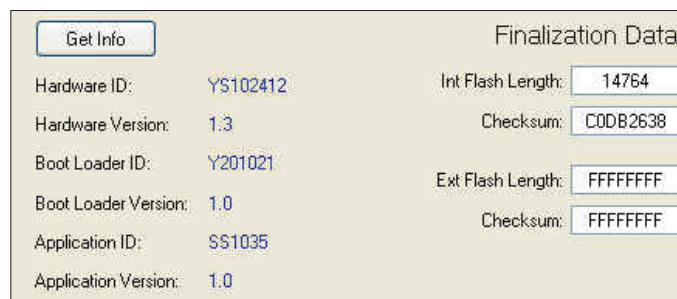 Get Info
Hardware ID: YS102412
Hardware Version: 1.3
Boot Loader ID: Y201021
Boot Loader Version: 1.0
Application ID: SS1035
Application Version: 1.0
Finalization Data
Int Flash Length: 14764
Checksum: C0DB2638
Ext Flash Length: FFFFFFFF
Checksum: FFFFFFFF